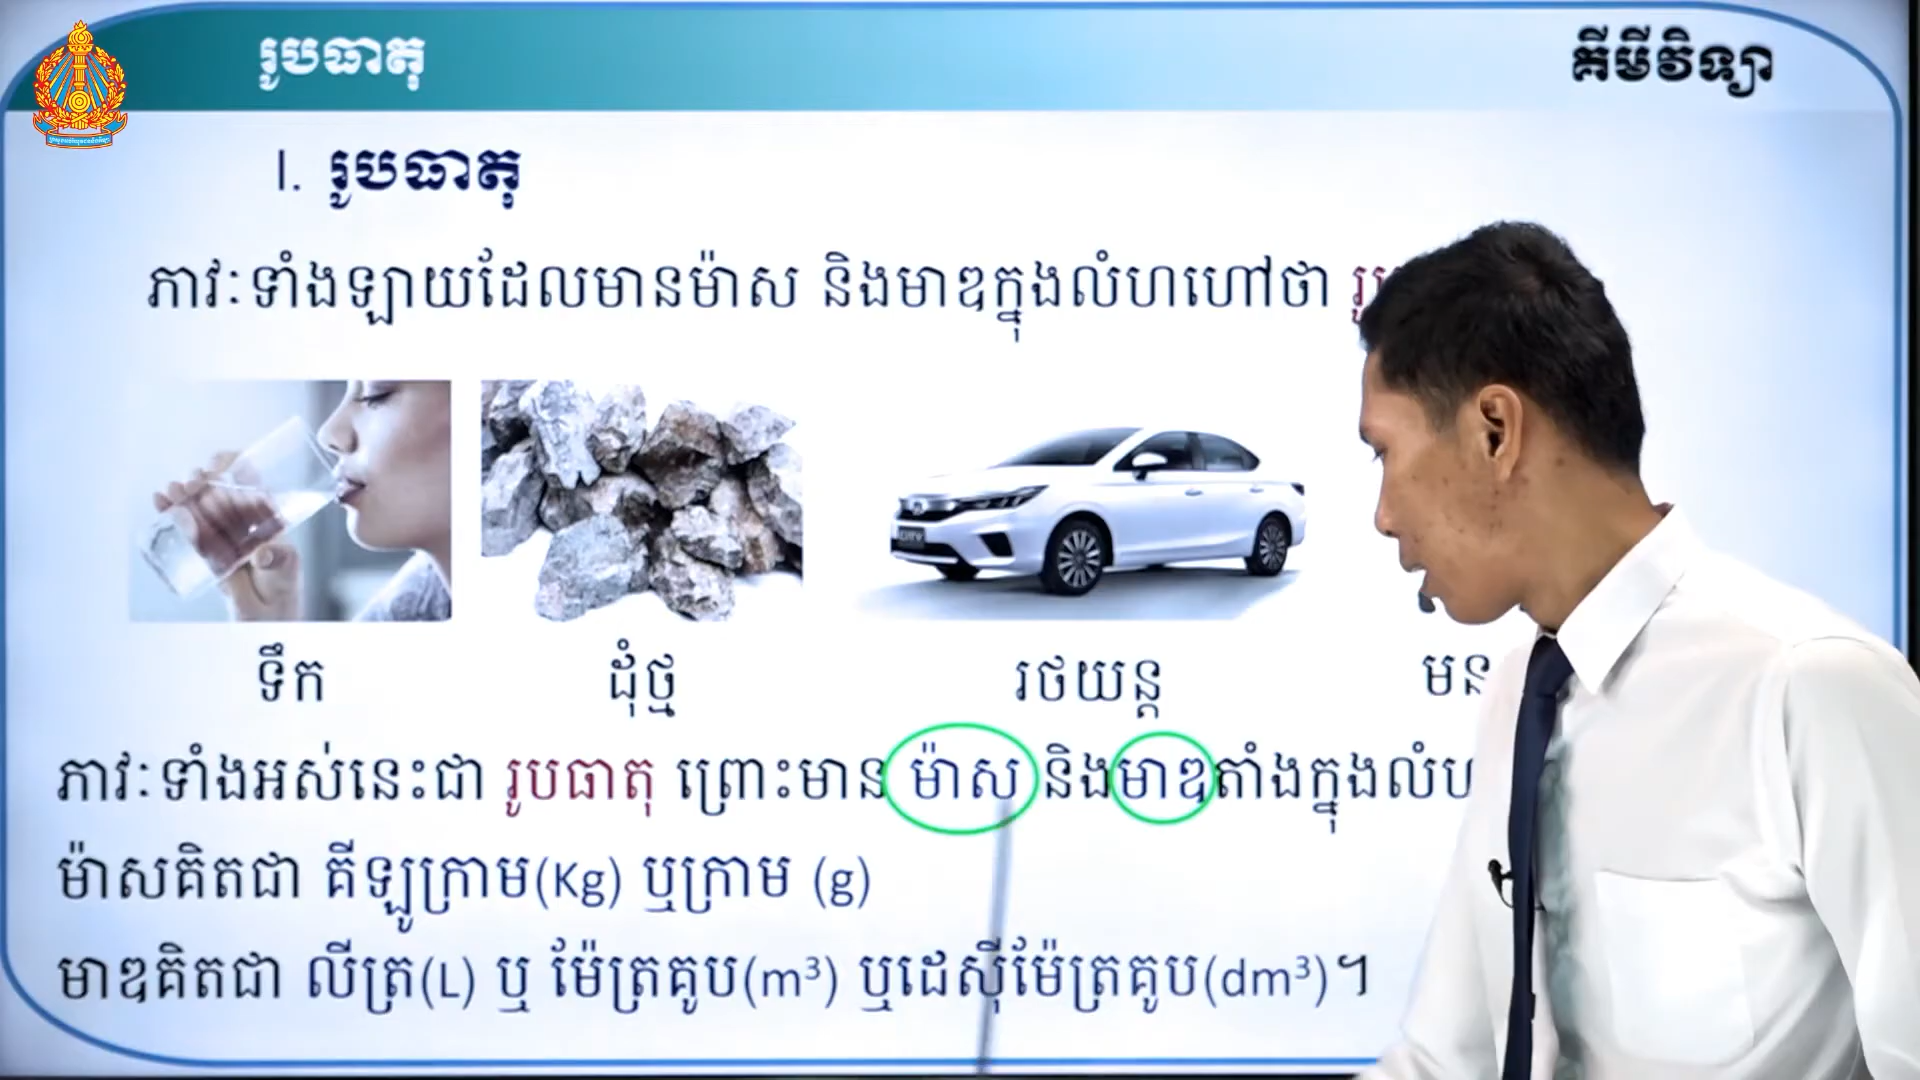 រូបធាតុ
គីមីវិទ្យា
I. រូបធាតុ
ភាវៈទាំងឡាយដែលមានម៉ាស និងមាឌក្នុងលំហហៅថា
ទឹក
ដុំថ្ម
រថយន្ត
ភាវៈទាំងអស់នេះជា រូបធាតុ ព្រោះមាន ម៉ាស និងមាឌតាំងក្នុង
ម៉ាសគិតជា គីឡូក្រាម(Kg) ឬក្រាម (g)
មាឌគិតជា លីត្រ(L) ឬ ម៉ែត្រគូប(m³) ឬដេស៊ីម៉ែត្រគូប(dm³)។